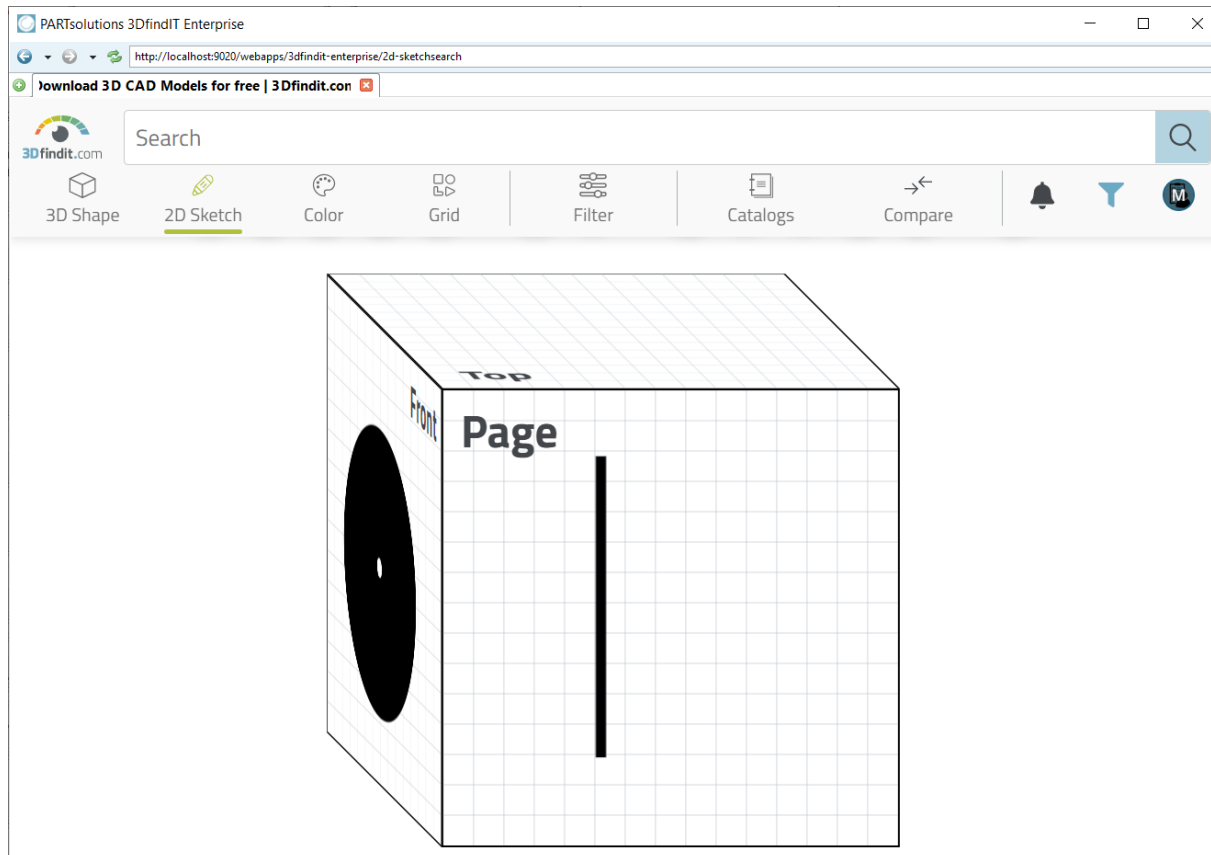 PARTsolutions 3DfindIT Enterprise
http://localhost:9020/webapps/3dfindit-enterprise/2d-sketchsearch
Download 3D CAD Models for free | 3Dfindit.con
3Dfindit.com
Search
3D Shape 2D Sketch Color Grid Filter Catalogs Compare
M
Top
Front
Page